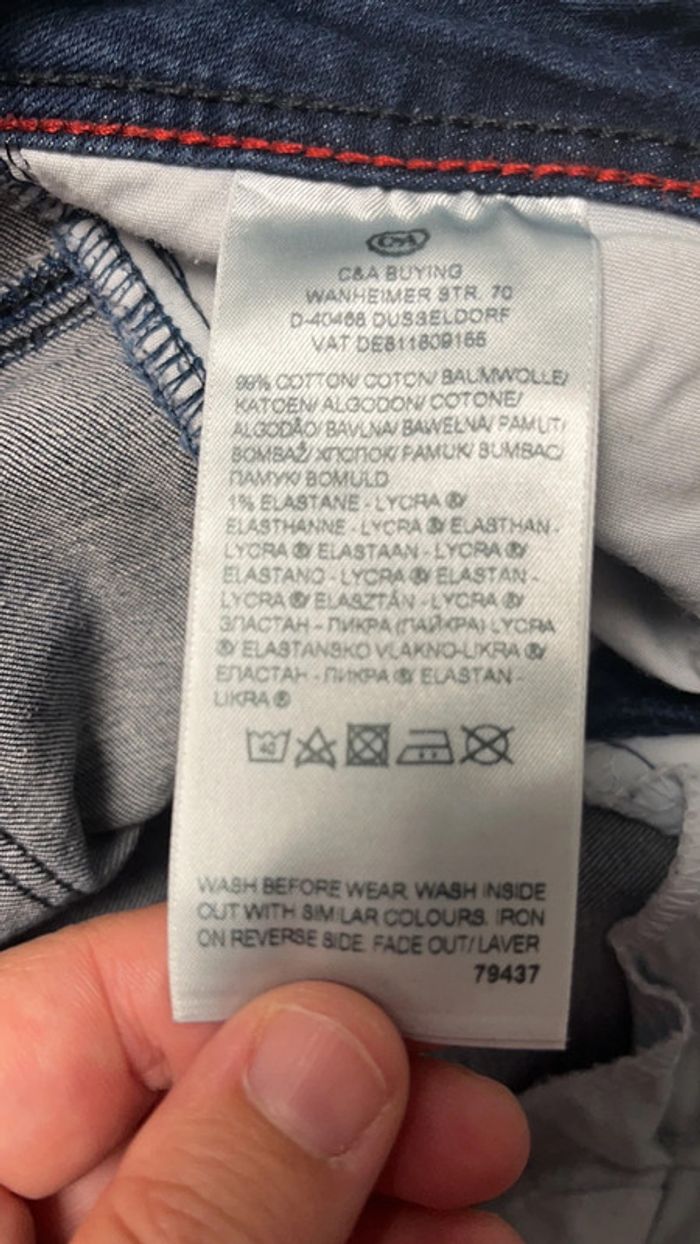 C&A
C&A BUYING
WANHEIMER STR. 70
D-40468 DUSSELDORF
VAT DE811809155
99% COTTON/ COTON/ BAUMWOLLE/
KATOEN/ ALGODON/ COTONE/
ALGODÃO/ BAVLNA/ BAWEŁNA/ PAMUT/
BOMBAŽ/ ХЛОПОК/ PAMUK/ BUMBAC/
ПАМУК/ BOMULD
1% ELASTANE - LYCRA ®/
ELASTHANNE - LYCRA ®/ ELASTHAN -
LYCRA ®/ ELASTAAN - LYCRA ®/
ELASTANO - LYCRA ®/ ELASTAN -
LYCRA ®/ ELASZTÁN - LYCRA ®/
ЭЛАСТАН - ЛИКРА (ЛАЙКРА) LYCRA
®/ ELASTANSKO VLAKNO-LIKRA ®/
ЕЛАСТАН - ЛИКРА ®/ ELASTAN -
LIKRA ®
40
WASH BEFORE WEAR. WASH INSIDE
OUT WITH SIMILAR COLOURS. IRON
ON REVERSE SIDE. FADE OUT/ LAVER
79437